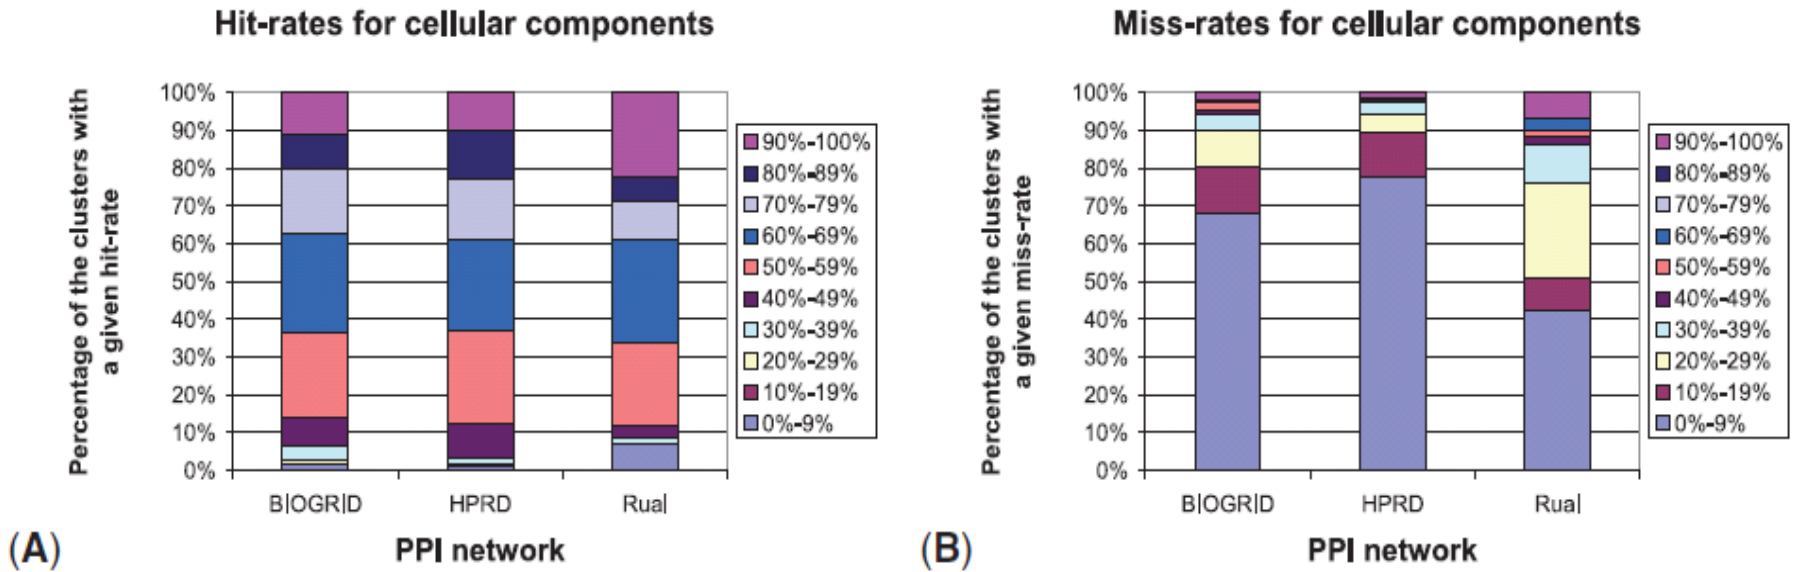 Hit-rates for cellular components
Percentage of the clusters with
a given hit-rate
100%
90%
80%
70%
60%
50%
40%
30%
20%
10%
0%
BIOGRID
HPRD
Rual
PPI network
90%-100%
80%-89%
70%-79%
60%-69%
50%-59%
40%-49%
30%-39%
20%-29%
10%-19%
0%-9%
(A)
Miss-rates for cellular components
Percentage of the clusters with
a given miss-rate
100%
90%
80%
70%
60%
50%
40%
30%
20%
10%
0%
BIOGRID
HPRD
Rual
PPI network
90%-100%
80%-89%
70%-79%
60%-69%
50%-59%
40%-49%
30%-39%
20%-29%
10%-19%
0%-9%
(B)